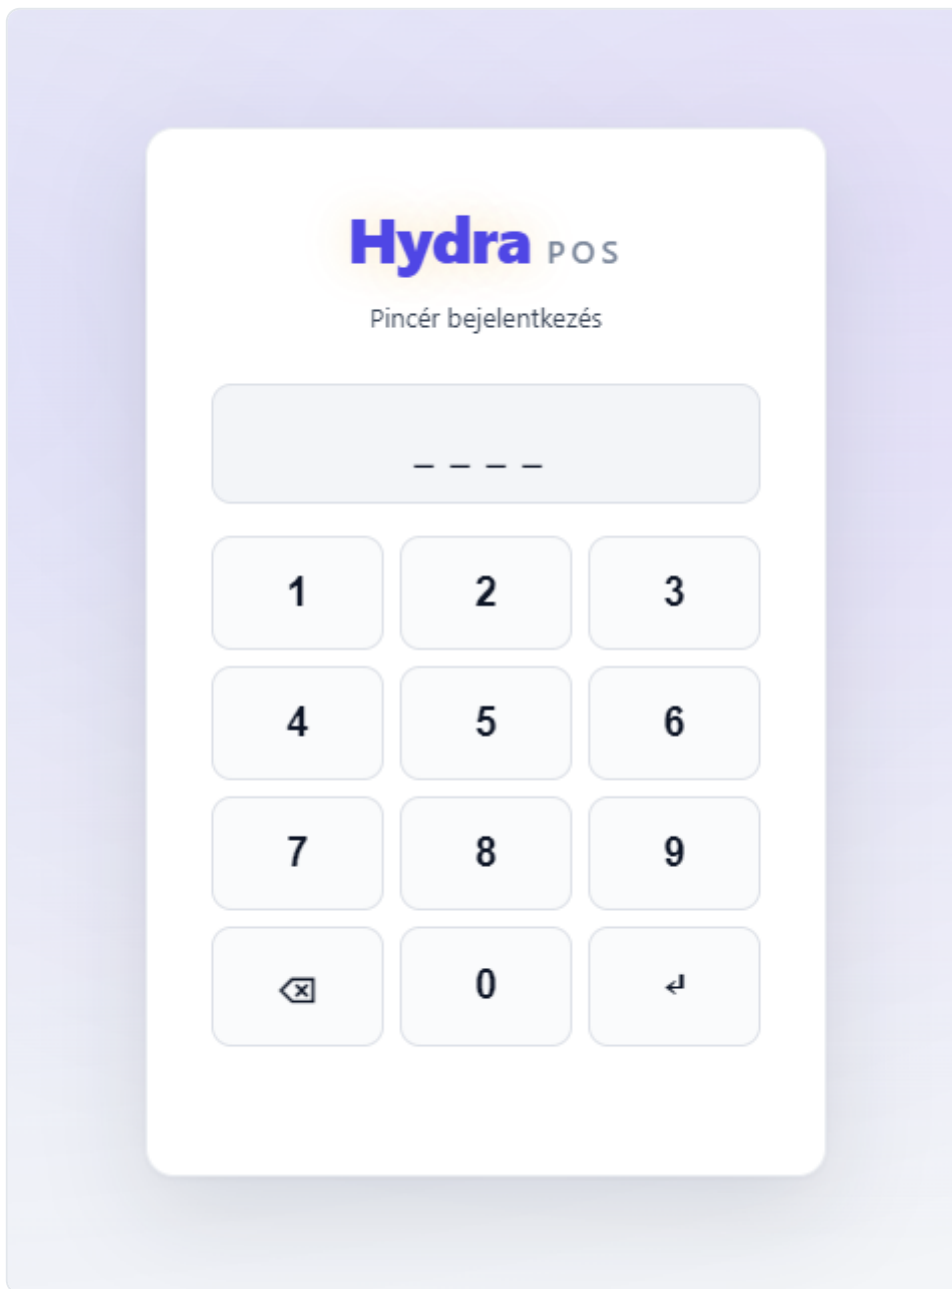 Hydra POS
Pincér bejelentkezés
_ _ _ _
1 2 3
4 5 6
7 8 9
⌫ 0 ↵